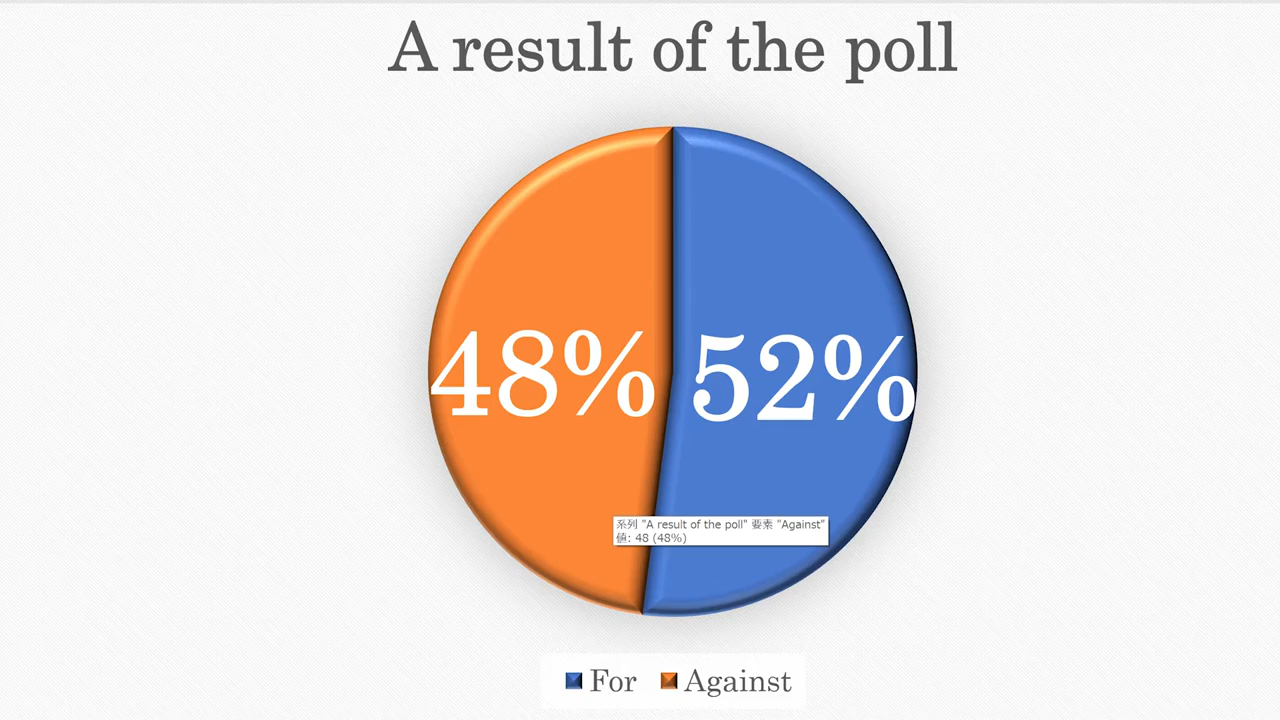 A result of the poll
48% 52%
系列 "A result of the poll" 要素 "Against"
値: 48 (48%)
For Against